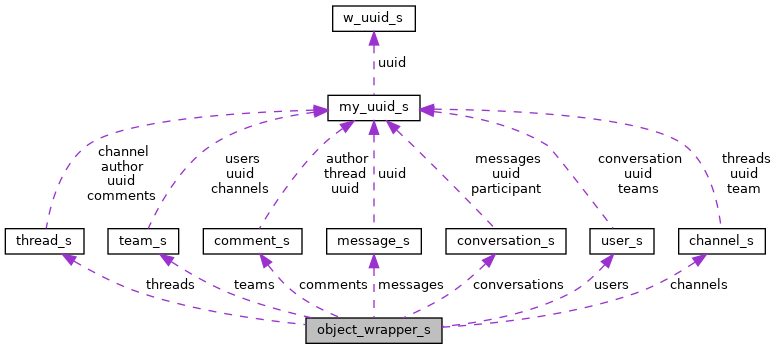 w_uuid_s
uuid
my_uuid_s
channel
author
uuid
comments
users
uuid
channels
author
thread
uuid
uuid
messages
uuid
participant
conversation
uuid
teams
threads
uuid
team
thread_s
team_s
comment_s
message_s
conversation_s
user_s
channel_s
threads
teams
comments
messages
conversations
users
channels
object_wrapper_s